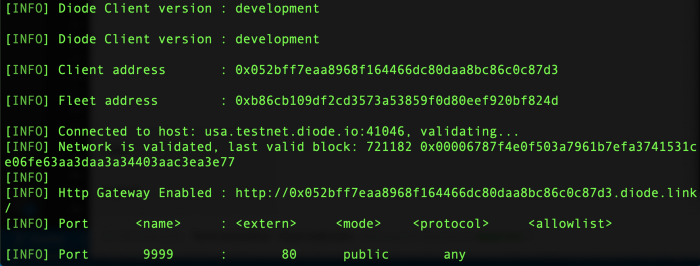 [INFO] Diode Client version : development
[INFO] Diode Client version : development
[INFO] Client address : 0x052bff7eaa8968f164466dc80daa8bc86c0c87d3
[INFO] Fleet address : 0xb86cb109df2cd3573a53859f0d80eef920bf824d
[INFO] Connected to host: usa.testnet.diode.io:41046, validating...
[INFO] Network is validated, last valid block: 721182 0x00006787f4e0f503a7961b7efa3741531c
e06fe63aa3daa3a34403aac3ea3e77
[INFO]
[INFO] Http Gateway Enabled : http://0x052bff7eaa8968f164466dc80daa8bc86c0c87d3.diode.link
/
[INFO] Port <name> : <extern> <mode> <protocol> <allowlist>
[INFO] Port 9999 : 80 public any